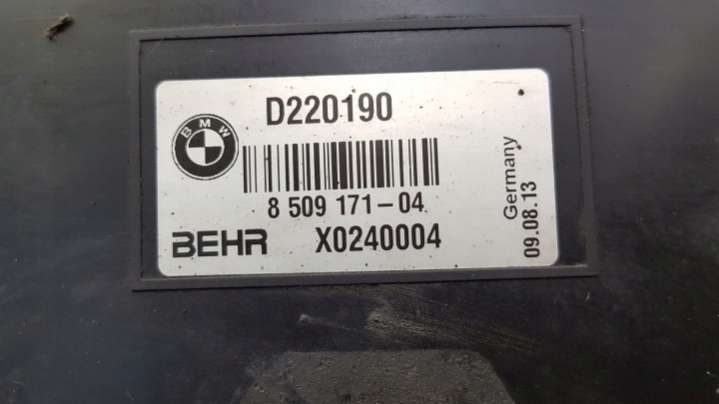 D220190
BMW
8 509 171-04
BEHR X0240004
Germany
09.08.13